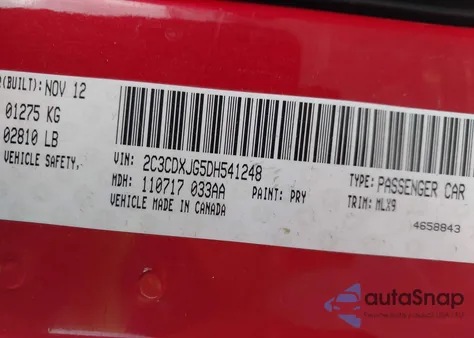 (BUILT): NOV 12
01275 KG
02810 LB
VEHICLE SAFETY,
VIN: 2C3CDXJG5DH541248
TYPE: PASSENGER CAR
MDH: 110717 033AA
PAINT: PRY
TRIM: MLX9
VEHICLE MADE IN CANADA
4658843
autoSnap